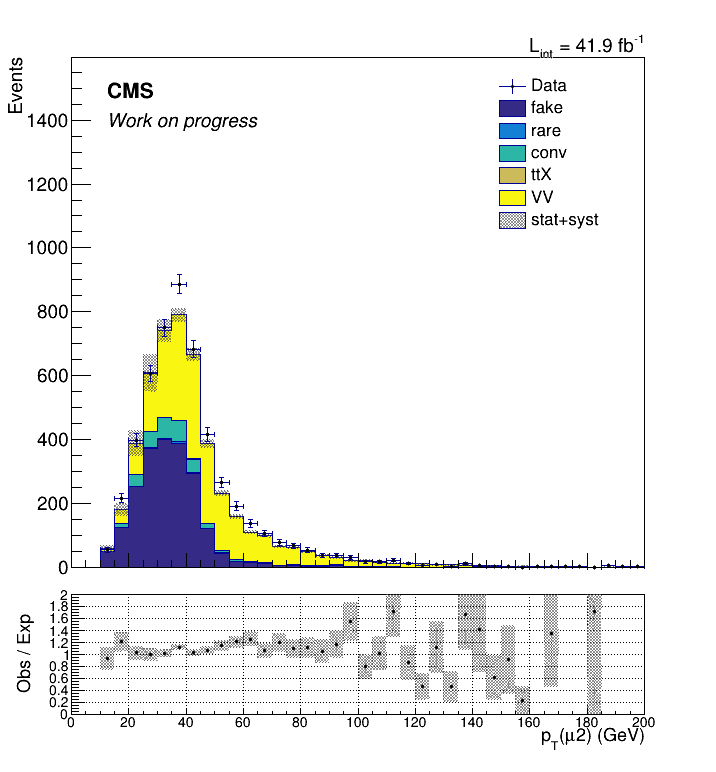 L_int = 41.9 fb^-1
Events
CMS
Work on progress
Data
fake
rare
conv
ttX
VV
stat+syst
1400
1200
1000
800
600
400
200
0
Obs / Exp
2
1.8
1.6
1.4
1.2
1
0.8
0.6
0.4
0.2
0
0 20 40 60 80 100 120 140 160 180 200
p_T(μ2) (GeV)